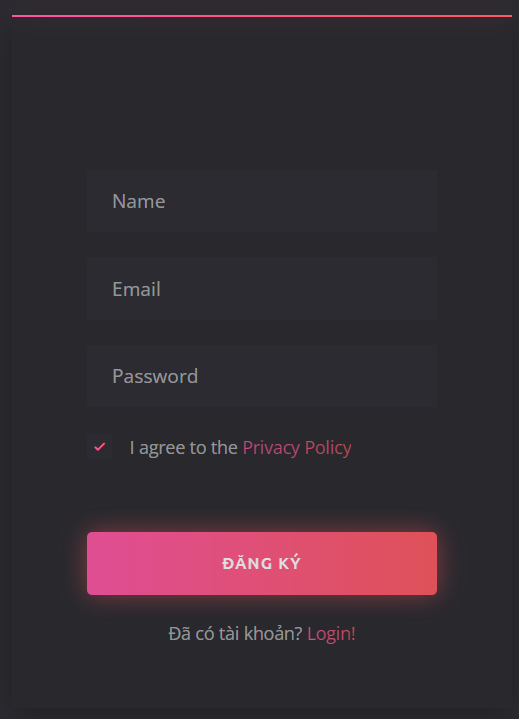 Name
Email
Password
I agree to the Privacy Policy
ĐĂNG KÝ
Đã có tài khoản? Login!